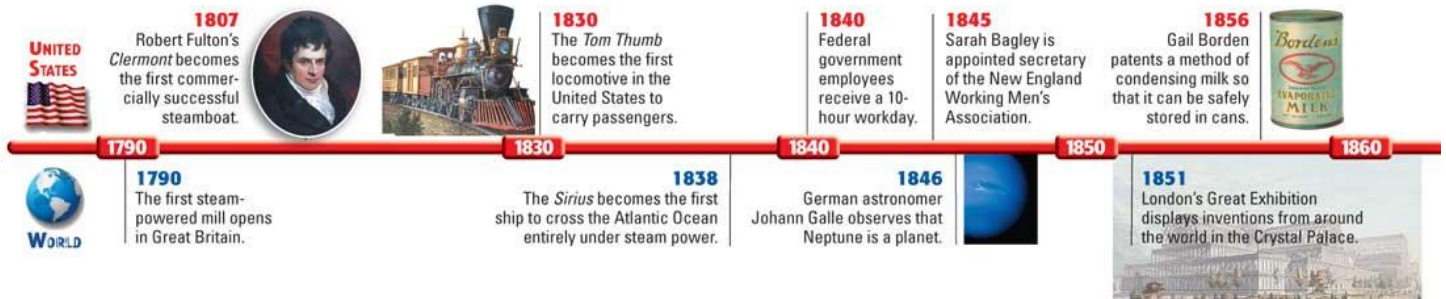 UNITED
STATES
1807
Robert Fulton's
Clermont becomes
the first commer-
cially successful
steamboat.
1830
The Tom Thumb
becomes the first
locomotive in the
United States to
carry passengers.
1840
Federal
government
employees
receive a 10-
hour workday.
1845
Sarah Bagley is
appointed secretary
of the New England
Working Men's
Association.
1856
Gail Borden
patents a method of
condensing milk so
that it can be safely
stored in cans.
Borden's
EVAPORATED
MILK
1790
1830
1840
1850
1860
WORLD
1790
The first steam-
powered mill opens
in Great Britain.
1838
The Sirius becomes the first
ship to cross the Atlantic Ocean
entirely under steam power.
1846
German astronomer
Johann Galle observes that
Neptune is a planet.
1851
London's Great Exhibition
displays inventions from around
the world in the Crystal Palace.